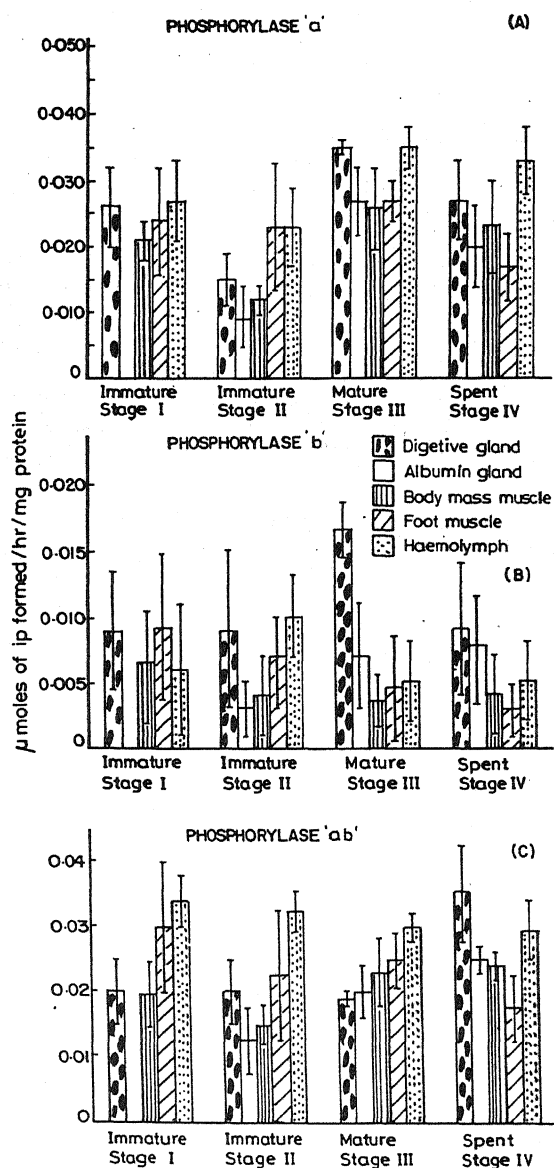 PHOSPHORYLASE 'a'
(A)
0·050
0·040
0·030
0·020
0·010
0
Immature Stage I
Immature Stage II
Mature Stage III
Spent Stage IV
PHOSPHORYLASE 'b'
Digetive gland
Albumin gland
Body mass muscle
Foot muscle
Haemolymph
(B)
0·020
0·015
0·010
0·005
0
Immature Stage I
Immature Stage II
Mature Stage III
Spent Stage IV
µmoles of ip formed/hr/mg protein
PHOSPHORYLASE 'ab'
(C)
0·04
0·03
0·02
0·01
0
Immature Stage I
Immature Stage II
Mature Stage III
Spent Stage IV